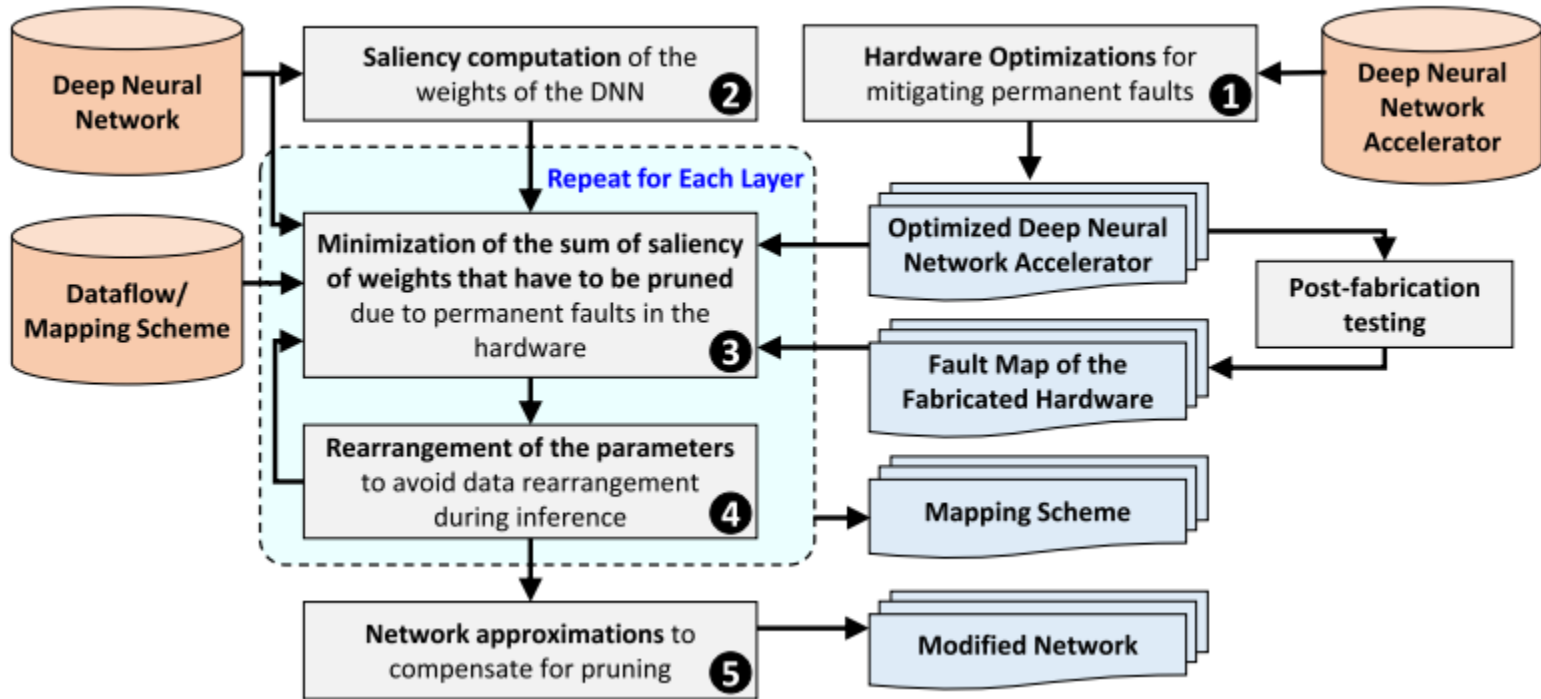 Deep Neural
Network
Saliency computation of the
weights of the DNN
2
Hardware Optimizations for
mitigating permanent faults
1
Deep Neural
Network
Accelerator
Repeat for Each Layer
Dataflow/
Mapping Scheme
Minimization of the sum of saliency
of weights that have to be pruned
due to permanent faults in the
hardware
3
Optimized Deep Neural
Network Accelerator
Post-fabrication
testing
Fault Map of the
Fabricated Hardware
Rearrangement of the parameters
to avoid data rearrangement
during inference
4
Mapping Scheme
Network approximations to
compensate for pruning
5
Modified Network